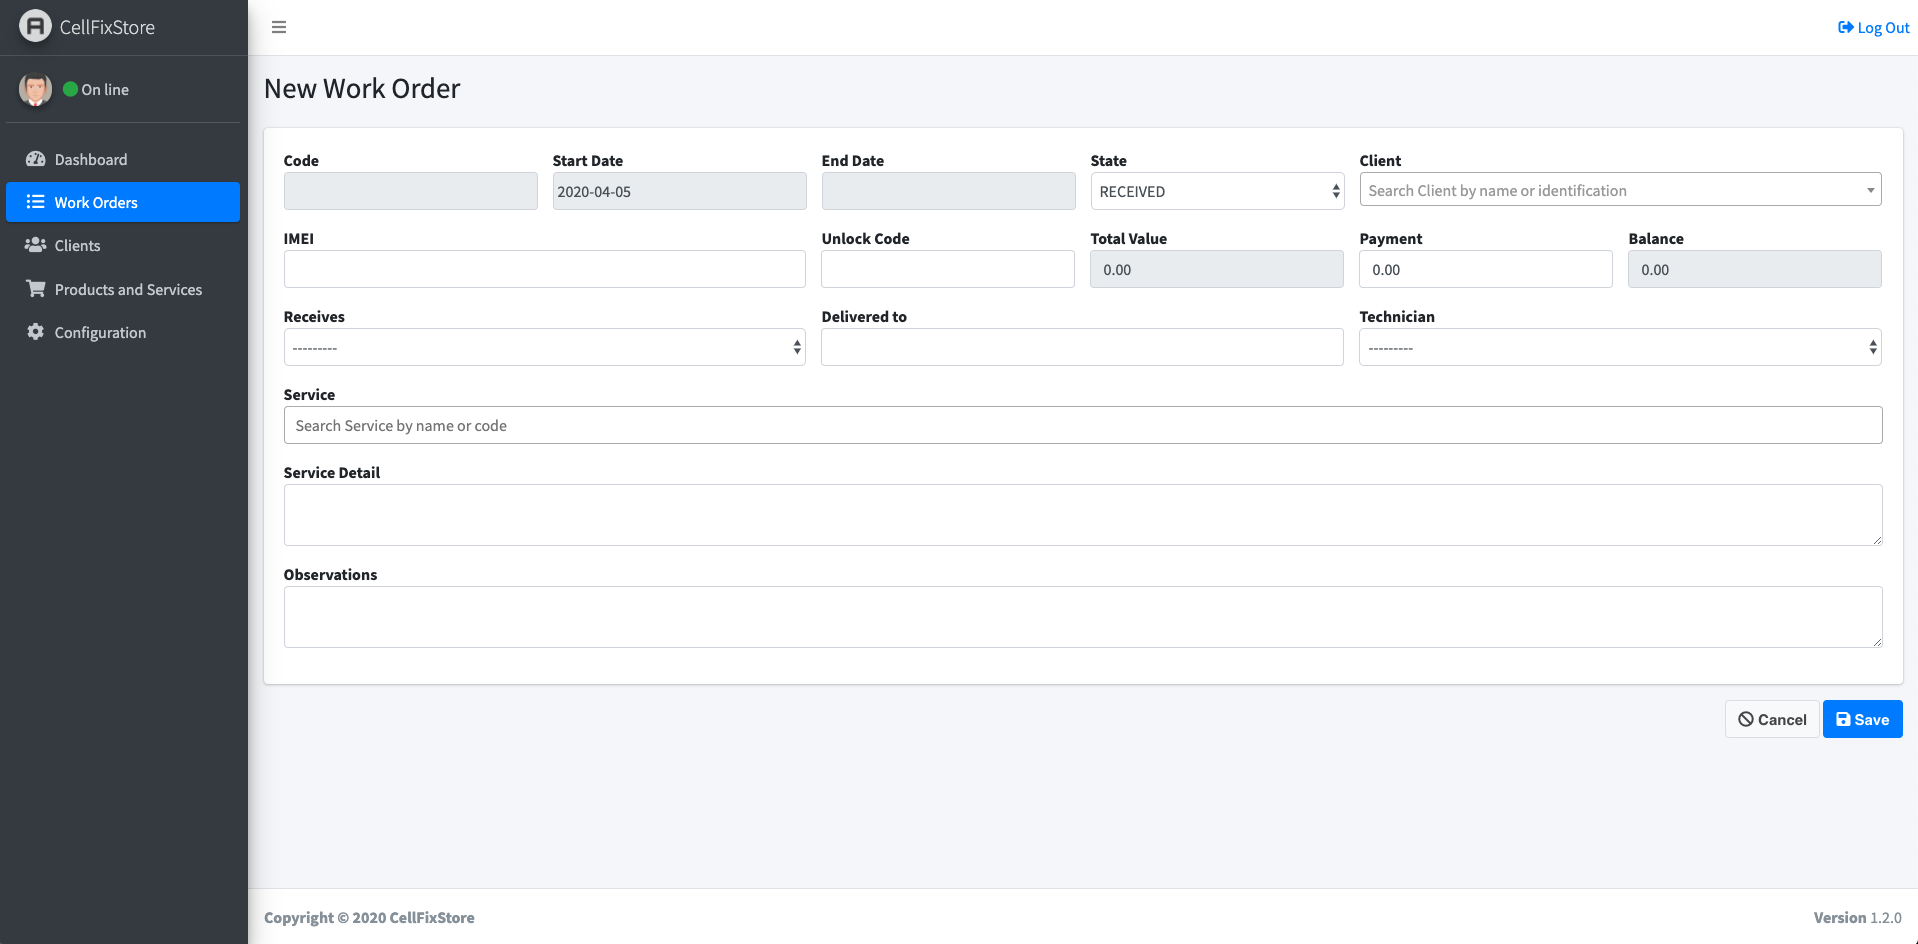 CellFixStore
Log Out
On line
Dashboard
Work Orders
Clients
Products and Services
Configuration
New Work Order
Code Start Date End Date State Client
2020-04-05 RECEIVED Search Client by name or identification
IMEI Unlock Code Total Value Payment Balance
0.00 0.00 0.00
Receives Delivered to Technician
--------- ---------
Service
Search Service by name or code
Service Detail
Observations
Cancel Save
Copyright © 2020 CellFixStore Version 1.2.0